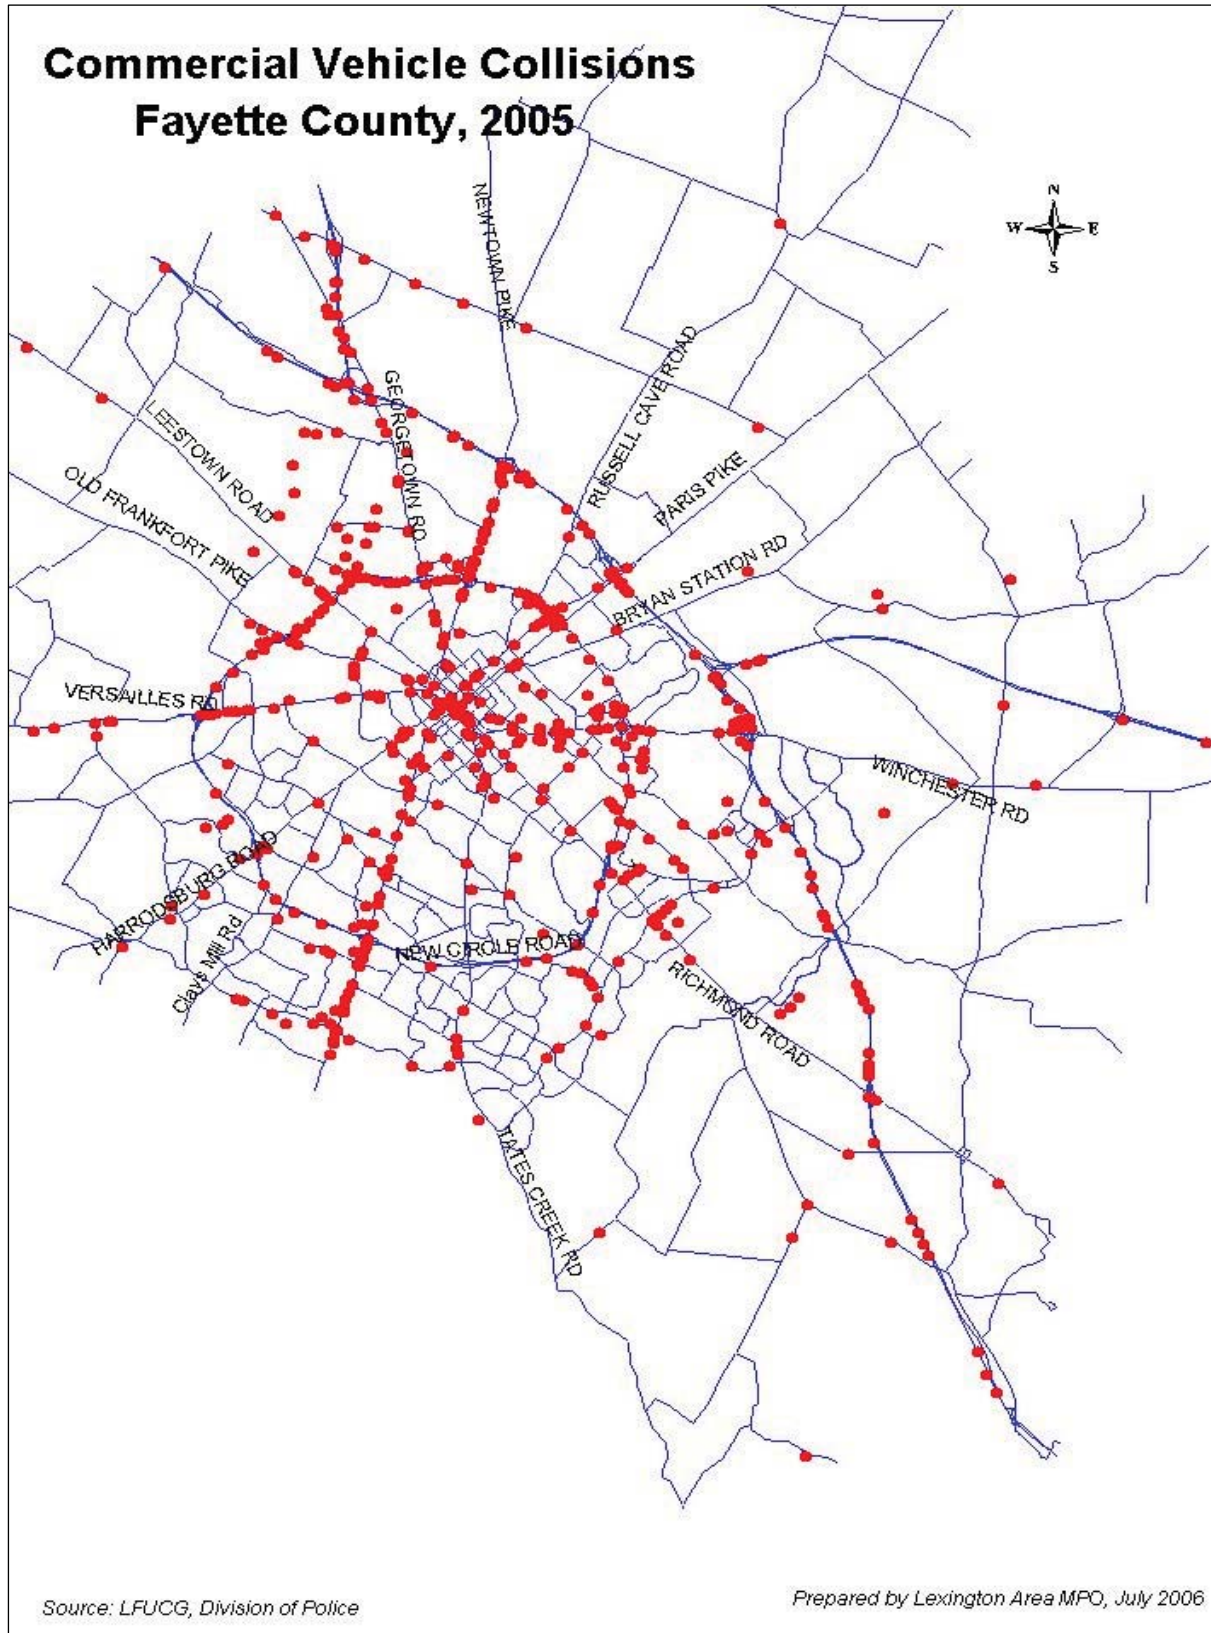 Commercial Vehicle Collisions
Fayette County, 2005
N
W E
S
NEWTOWN PIKE
RUSSELL CAVE ROAD
GEORGETOWN RD
LEESTOWN ROAD
PARIS PIKE
OLD FRANKFORT PIKE
BRYAN STATION RD
VERSAILLES RD
WINCHESTER RD
HARRODSBURG ROAD
Clays Mill Rd
NEW CIRCLE ROAD
RICHMOND ROAD
TATES CREEK RD
Source: LFUCG, Division of Police
Prepared by Lexington Area MPO, July 2006